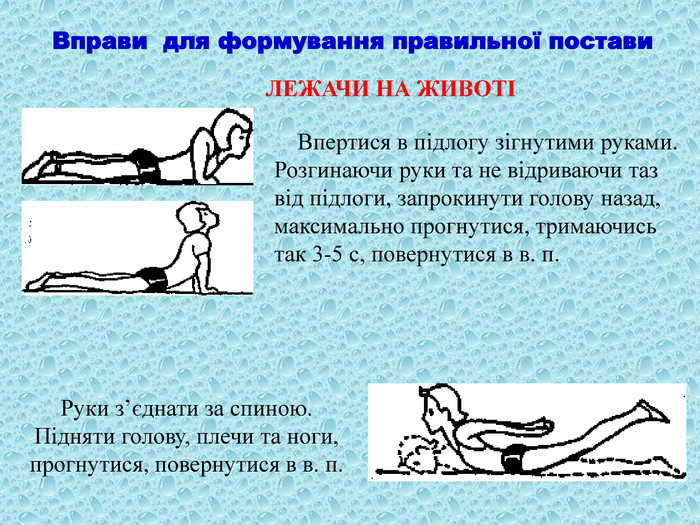 Вправи для формування правильної постави
ЛЕЖАЧИ НА ЖИВОТІ
Впертися в підлогу зігнутими руками.
Розгинаючи руки та не відриваючи таз
від підлоги, запрокинути голову назад,
максимально прогнутися, тримаючись
так 3-5 с, повернутися в в. п.
Руки з’єднати за спиною.
Підняти голову, плечи та ноги,
прогнутися, повернутися в в. п.